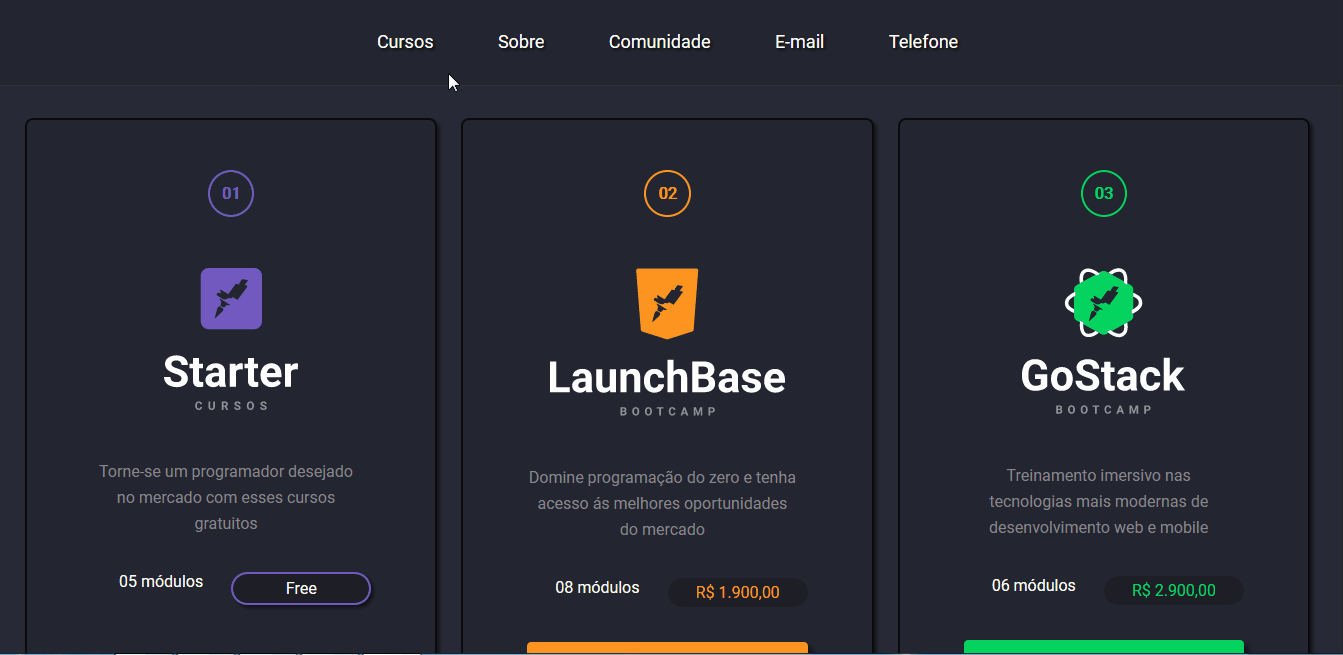 Cursos Sobre Comunidade E-mail Telefone
01
Starter
CURSOS
Torne-se um programador desejado
no mercado com esses cursos
gratuitos
05 módulos Free
02
LaunchBase
BOOTCAMP
Domine programação do zero e tenha
acesso ás melhores oportunidades
do mercado
08 módulos R$ 1.900,00
03
GoStack
BOOTCAMP
Treinamento imersivo nas
tecnologias mais modernas de
desenvolvimento web e mobile
06 módulos R$ 2.900,00